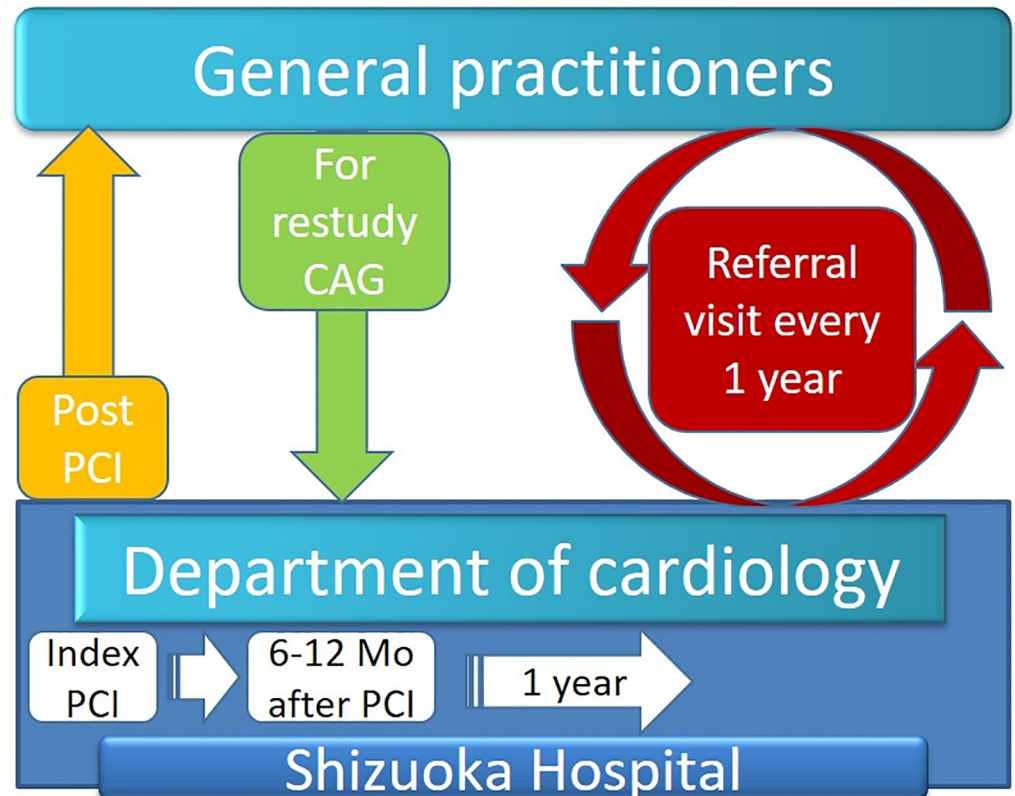 General practitioners
For
restudy
CAG
Referral
visit every
1 year
Post
PCI
Department of cardiology
Index
PCI
6-12 Mo
after PCI
1 year
Shizuoka Hospital